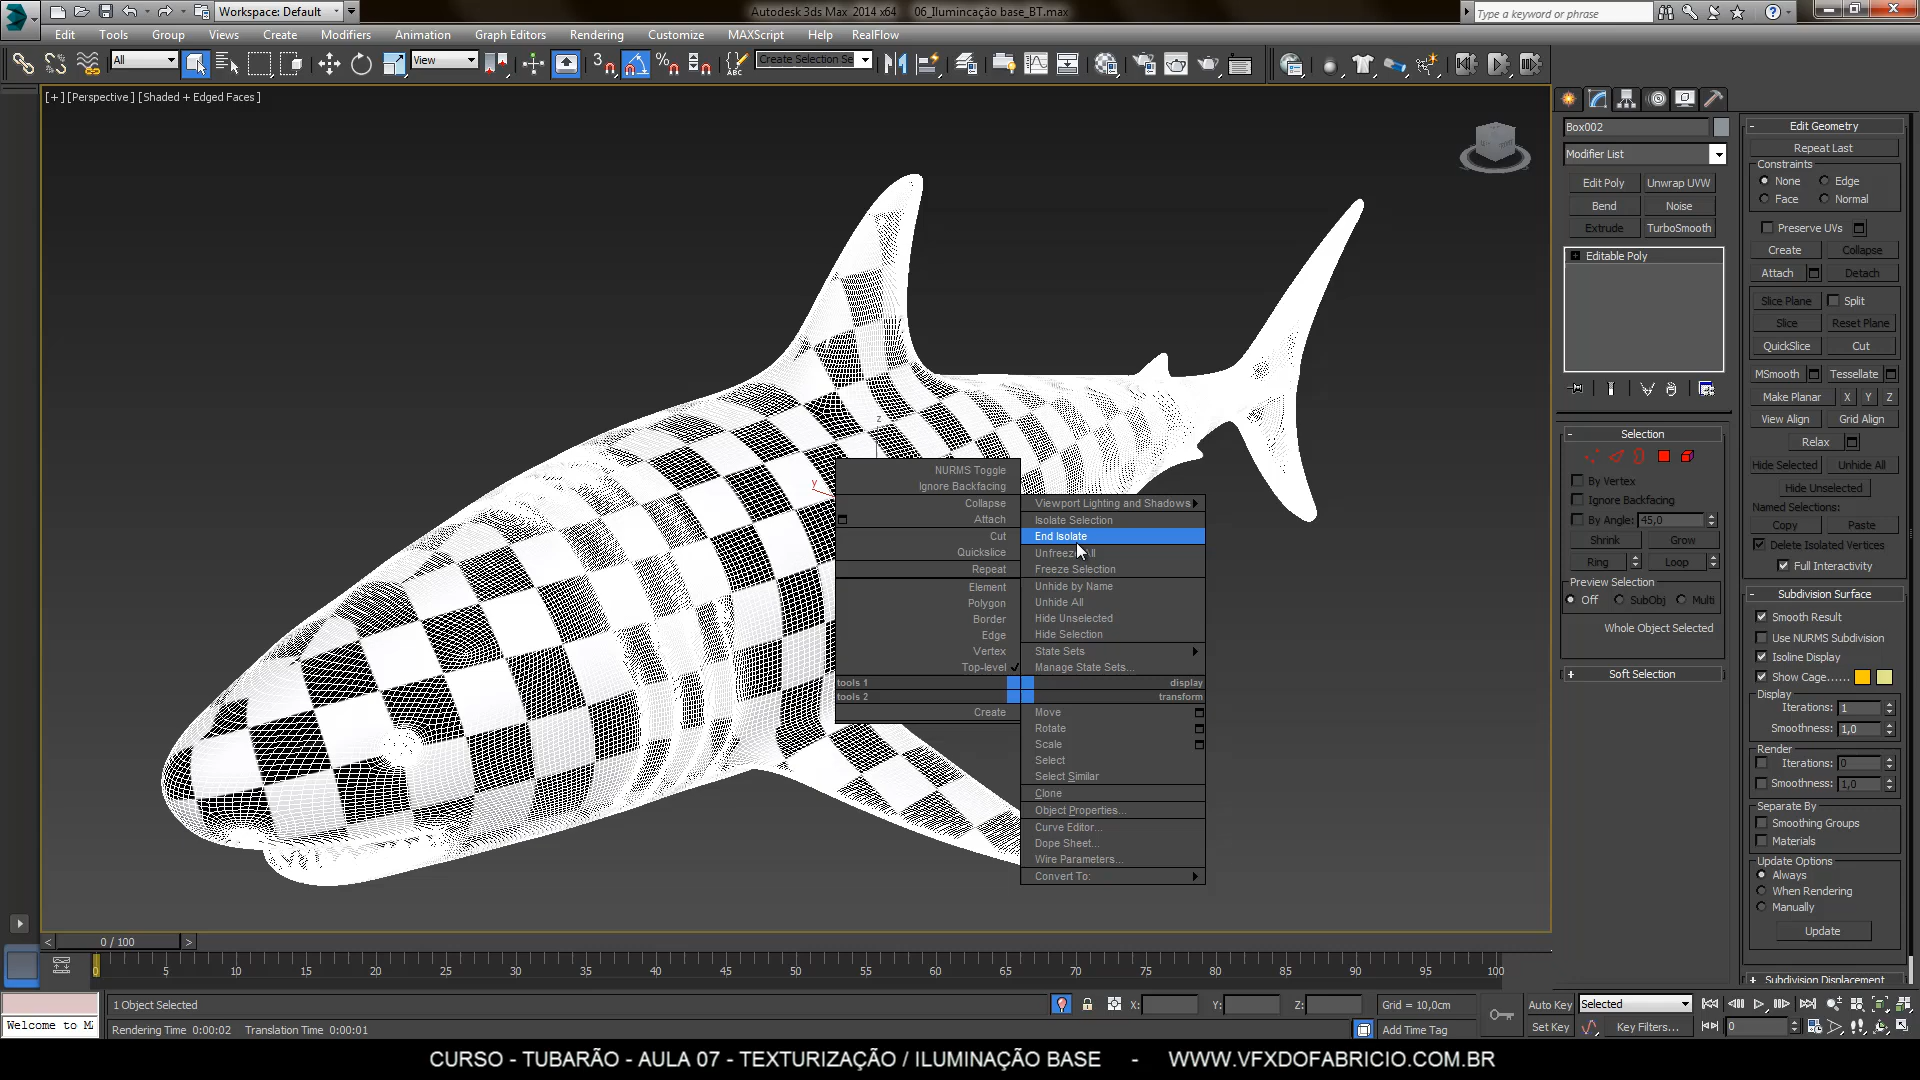 Workspace: Default
Autodesk 3ds Max  2014 x64    06_Ilumincação base_BT.max
Type a keyword or phrase
Edit Tools Group Views Create Modifiers Animation Graph Editors Rendering Customize MAXScript Help RealFlow
All
View
3
Create Selection Se
[+] [Perspective ] [Shaded + Edged Faces ]
Box002
Modifier List
Edit Poly Unwrap UVW
Bend Noise
Extrude TurboSmooth
Editable Poly
Selection
By Vertex
Ignore Backfacing
By Angle: 45,0
Shrink Grow
Ring Loop
Preview Selection
Off SubObj Multi
Whole Object Selected
Soft Selection
Edit Geometry
Repeat Last
Constraints
None Edge
Face Normal
Preserve UVs
Create Collapse
Attach Detach
Slice Plane Split
Slice Reset Plane
QuickSlice Cut
MSmooth Tessellate
Make Planar X Y Z
View Align Grid Align
Relax
Hide Selected Unhide All
Hide Unselected
Named Selections:
Copy Paste
Delete Isolated Vertices
Full Interactivity
Subdivision Surface
Smooth Result
Use NURMS Subdivision
Isoline Display
Show Cage......
Display
Iterations: 1
Smoothness: 1,0
Render
Iterations: 0
Smoothness: 1,0
Separate By
Smoothing Groups
Materials
Update Options
Always
When Rendering
Manually
Update
Subdivision Displacement
z
y
NURMS Toggle
Ignore Backfacing
Collapse
Attach
Cut
Quickslice
Repeat
Element
Polygon
Border
Edge
Vertex
Top-level
tools 1
tools 2
Create
Viewport Lighting and Shadows
Isolate Selection
End Isolate
Unfreeze All
Freeze Selection
Unhide by Name
Unhide All
Hide Unselected
Hide Selection
State Sets
Manage State Sets...
display
transform
Move
Rotate
Scale
Select
Select Similar
Clone
Object Properties...
Curve Editor...
Dope Sheet...
Wire Parameters...
Convert To:
< 0 / 100 >
0 5 10 15 20 25 30 35 40 45 50 55 60 65 70 75 80 85 90 95 100
1 Object Selected
X: Y: Z:
Grid = 10,0cm
Auto Key
Selected
Welcome to M
Rendering Time  0:00:02    Translation Time  0:00:01
Add Time Tag
Set Key
Key Filters...
0
CURSO - TUBARÃO - AULA 07 - TEXTURIZAÇÃO / ILUMINAÇÃO BASE    -    WWW.VFXDOFABRICIO.COM.BR